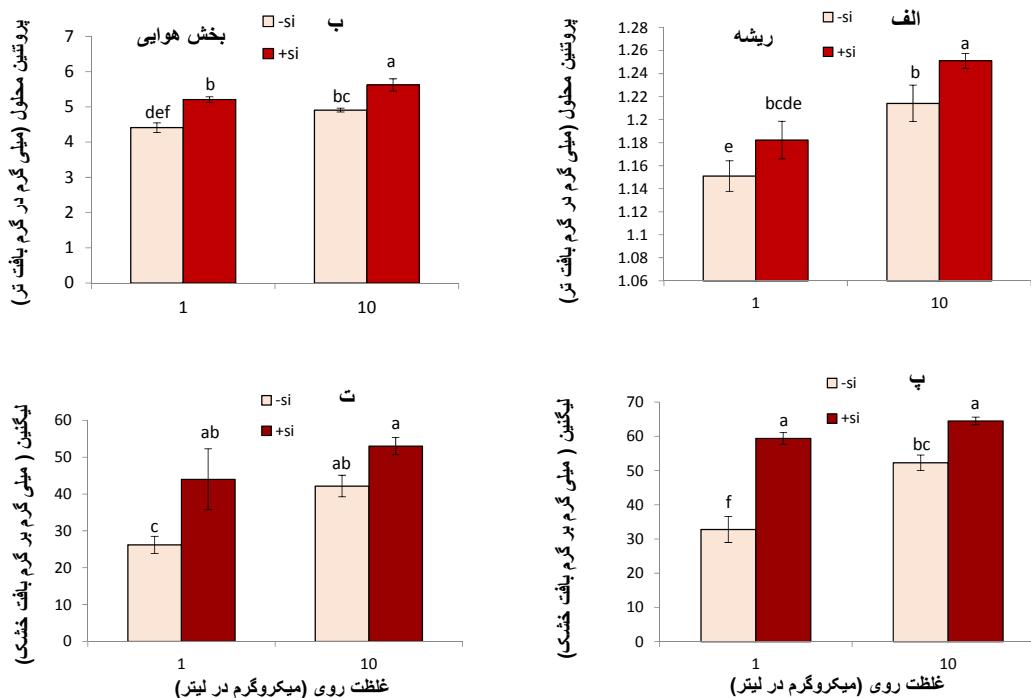 الف
ریشه
-si
+si
پروتئین محلول (میلی گرم در گرم بافت تر)
1.28
1.26
1.24
1.22
1.2
1.18
1.16
1.14
1.12
1.1
1.08
1.06
e
bcde
b
a
1
10
ب
بخش هوایی
-si
+si
پروتئین محلول (میلی گرم در گرم بافت تر)
7
6
5
4
3
2
1
0
def
b
bc
a
1
10
پ
-si
+si
لیگنین ( میلی گرم بر گرم بافت خشک)
70
60
50
40
30
20
10
0
f
a
bc
a
1
10
غلظت روی (میکروگرم در لیتر)
ت
-si
+si
لیگنین ( میلی گرم بر گرم بافت خشک)
60
50
40
30
20
10
0
c
ab
ab
a
1
10
غلظت روی (میکروگرم در لیتر)